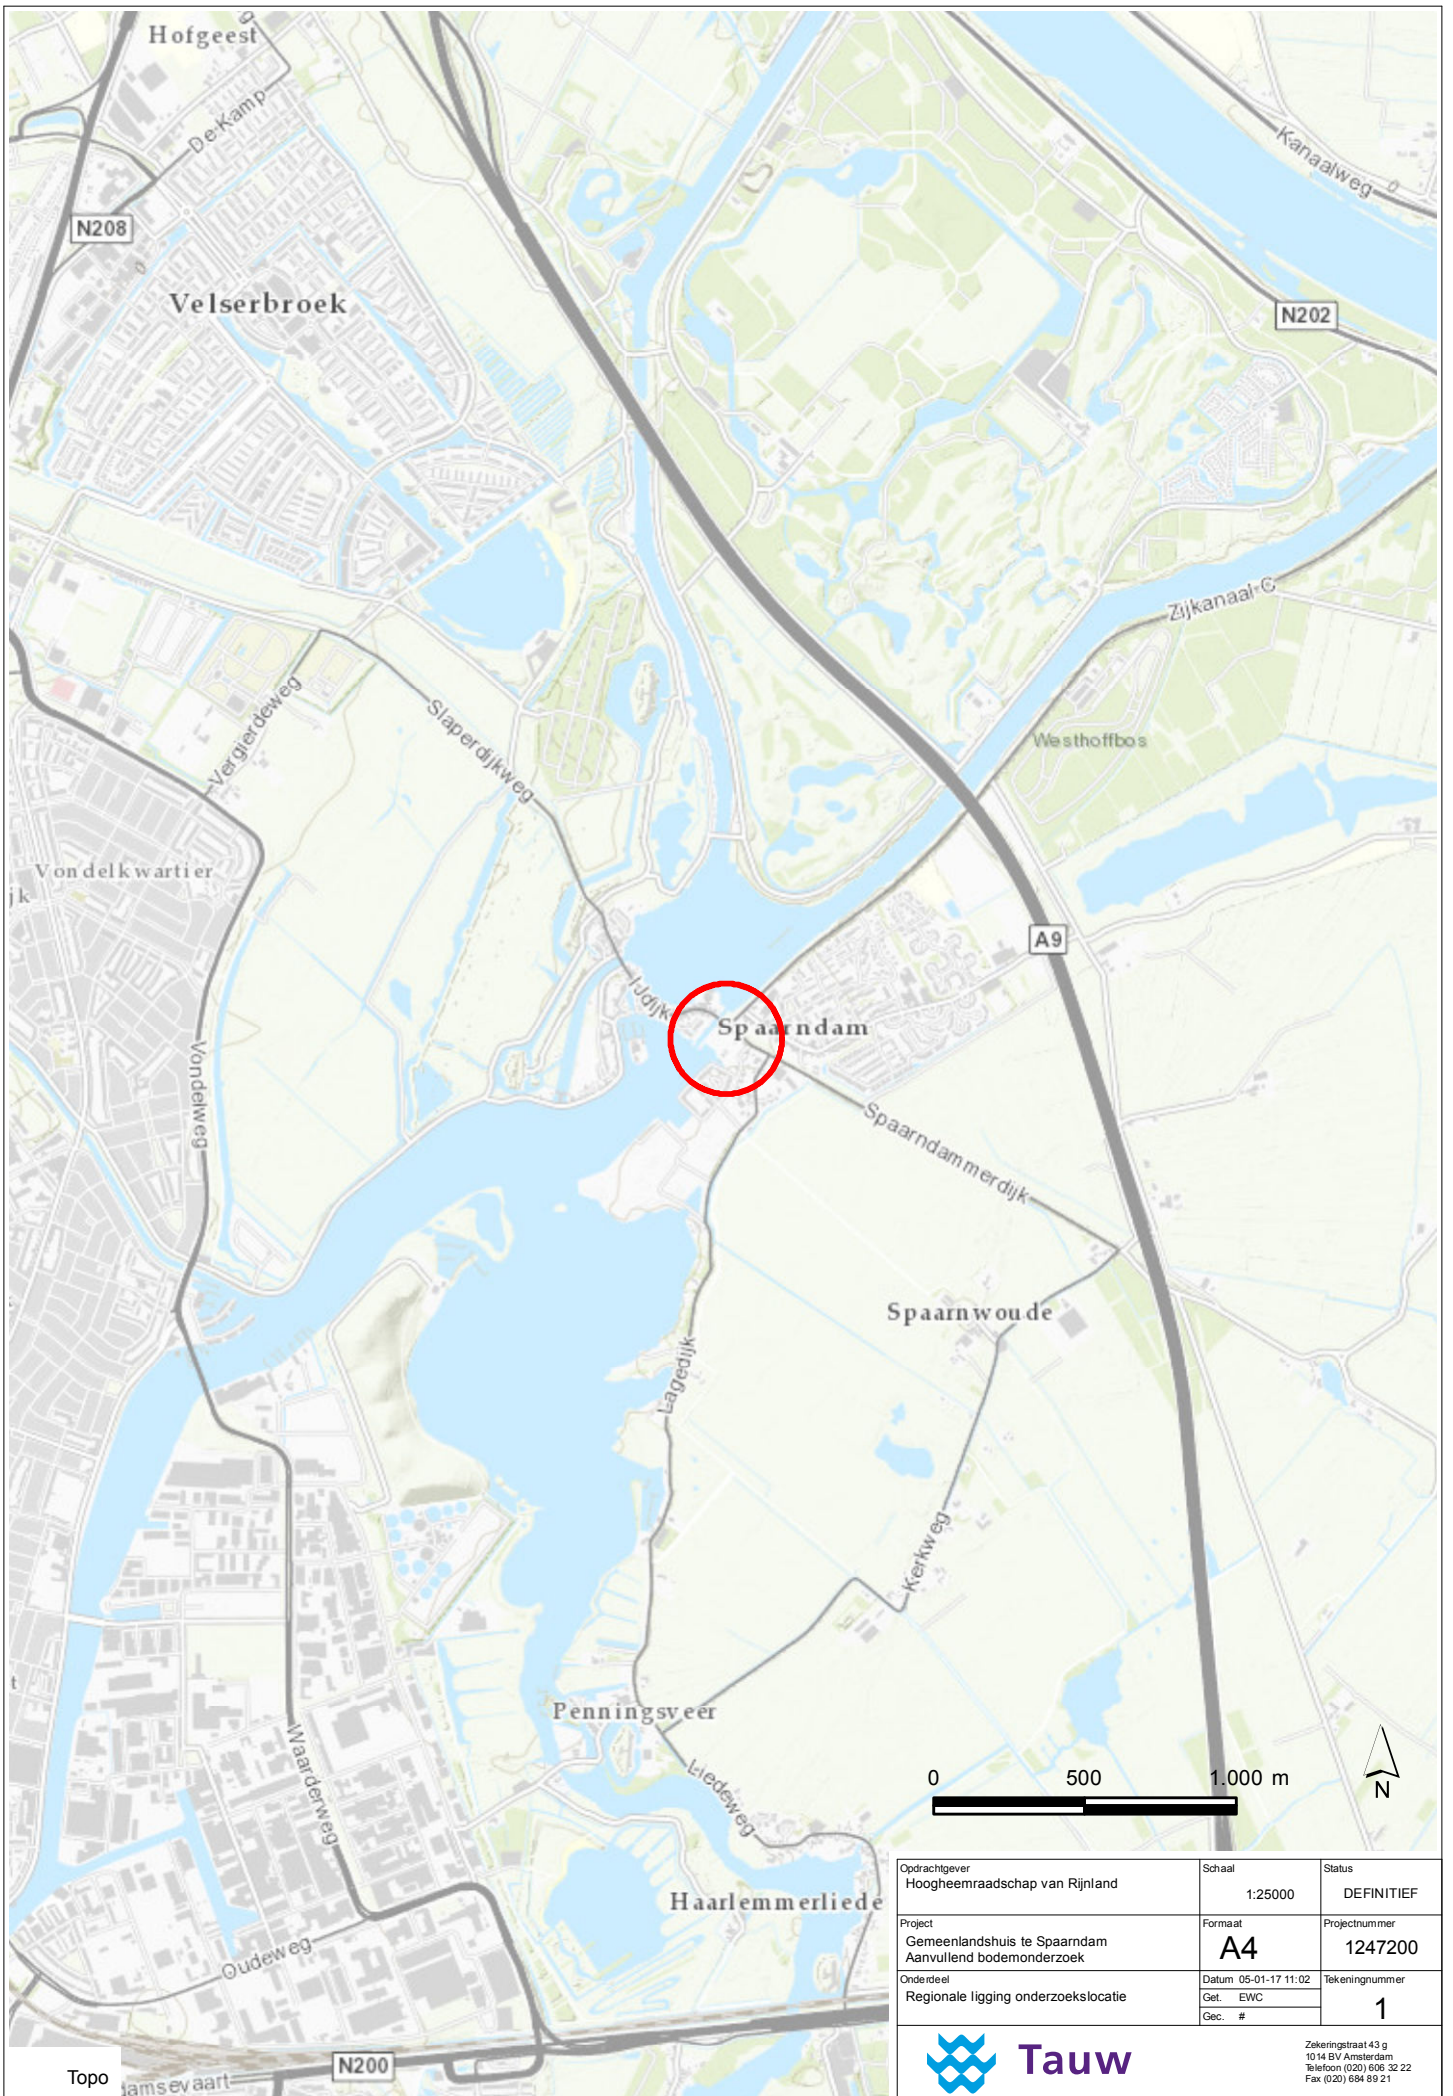 Hofgeest
De Kamp
Kanaalweg
N208
Velserbroek
N202
Zijkanaal-C
Vergierdeweg
Slaperdijkweg
Westhoffbos
Vondelkwartier
jk
A9
IJdijk
Spaarndam
Vondelweg
Spaarndammerdijk
Spaarnwoude
Lagedijk
Kerkweg
t
Penningsveer
Waarderweg
Liedeweg
0 500 1.000 m
N
Haarlemmerliede
Oudeweg
N200
Topo
damsevaart
Opdrachtgever
Hoogheemraadschap van Rijnland
Schaal
1:25000
Status
DEFINITIEF
Project
Gemeenlandshuis te Spaarndam
Aanvullend bodemonderzoek
Formaat
A4
Projectnummer
1247200
Onderdeel
Regionale ligging onderzoekslocatie
Datum 05-01-17 11:02
Get. EWC
Gec. #
Tekeningnummer
1
Tauw
Zekeringstraat 43 g
1014 BV Amsterdam
Telefoon (020) 606 32 22
Fax (020) 684 89 21